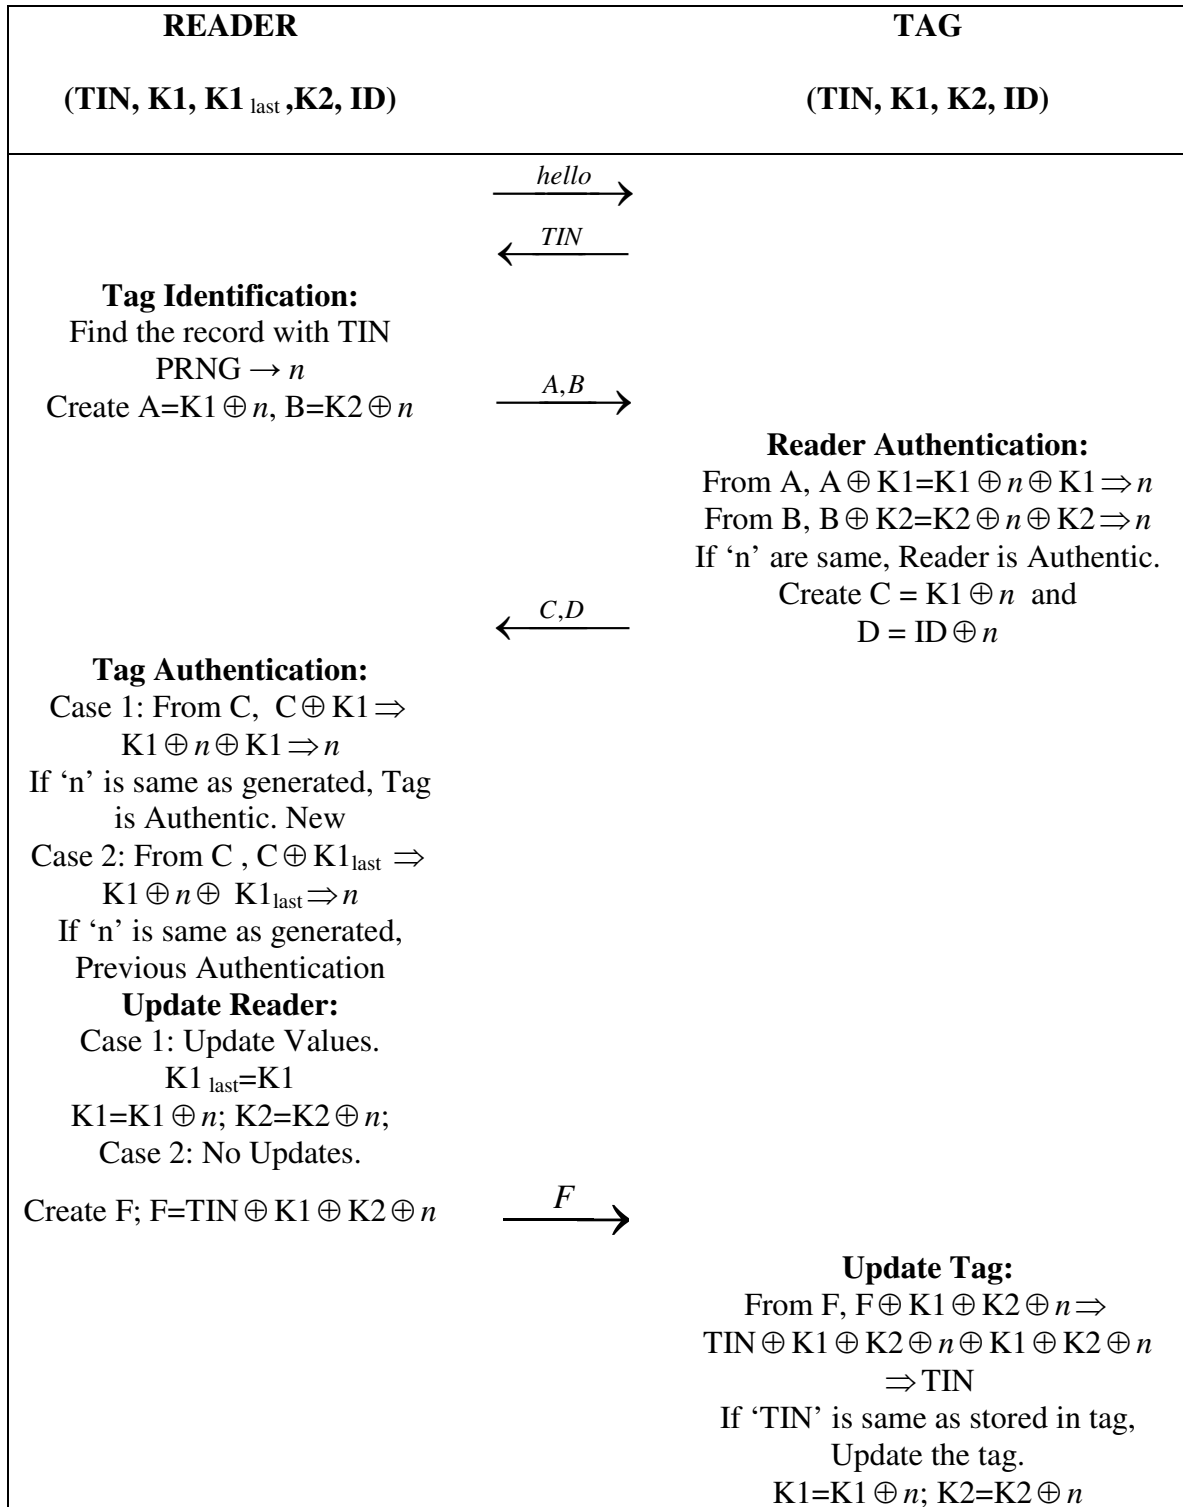 READER
TAG
(TIN, K1, K1 last ,K2, ID)
(TIN, K1, K2, ID)
hello
TIN
Tag Identification:
Find the record with TIN
PRNG → n
Create A=K1 ⊕ n, B=K2 ⊕ n
A,B
Reader Authentication:
From A, A ⊕ K1=K1 ⊕ n ⊕ K1 ⇒ n
From B, B ⊕ K2=K2 ⊕ n ⊕ K2 ⇒ n
If ‘n’ are same, Reader is Authentic.
Create C = K1 ⊕ n and
D = ID ⊕ n
C,D
Tag Authentication:
Case 1: From C, C ⊕ K1 ⇒
K1 ⊕ n ⊕ K1 ⇒ n
If ‘n’ is same as generated, Tag
is Authentic. New
Case 2: From C , C ⊕ K1last ⇒
K1 ⊕ n ⊕ K1last ⇒ n
If ‘n’ is same as generated,
Previous Authentication
Update Reader:
Case 1: Update Values.
K1 last=K1
K1=K1 ⊕ n; K2=K2 ⊕ n;
Case 2: No Updates.
Create F; F=TIN ⊕ K1 ⊕ K2 ⊕ n
F
Update Tag:
From F, F ⊕ K1 ⊕ K2 ⊕ n ⇒
TIN ⊕ K1 ⊕ K2 ⊕ n ⊕ K1 ⊕ K2 ⊕ n
⇒ TIN
If ‘TIN’ is same as stored in tag,
Update the tag.
K1=K1 ⊕ n; K2=K2 ⊕ n